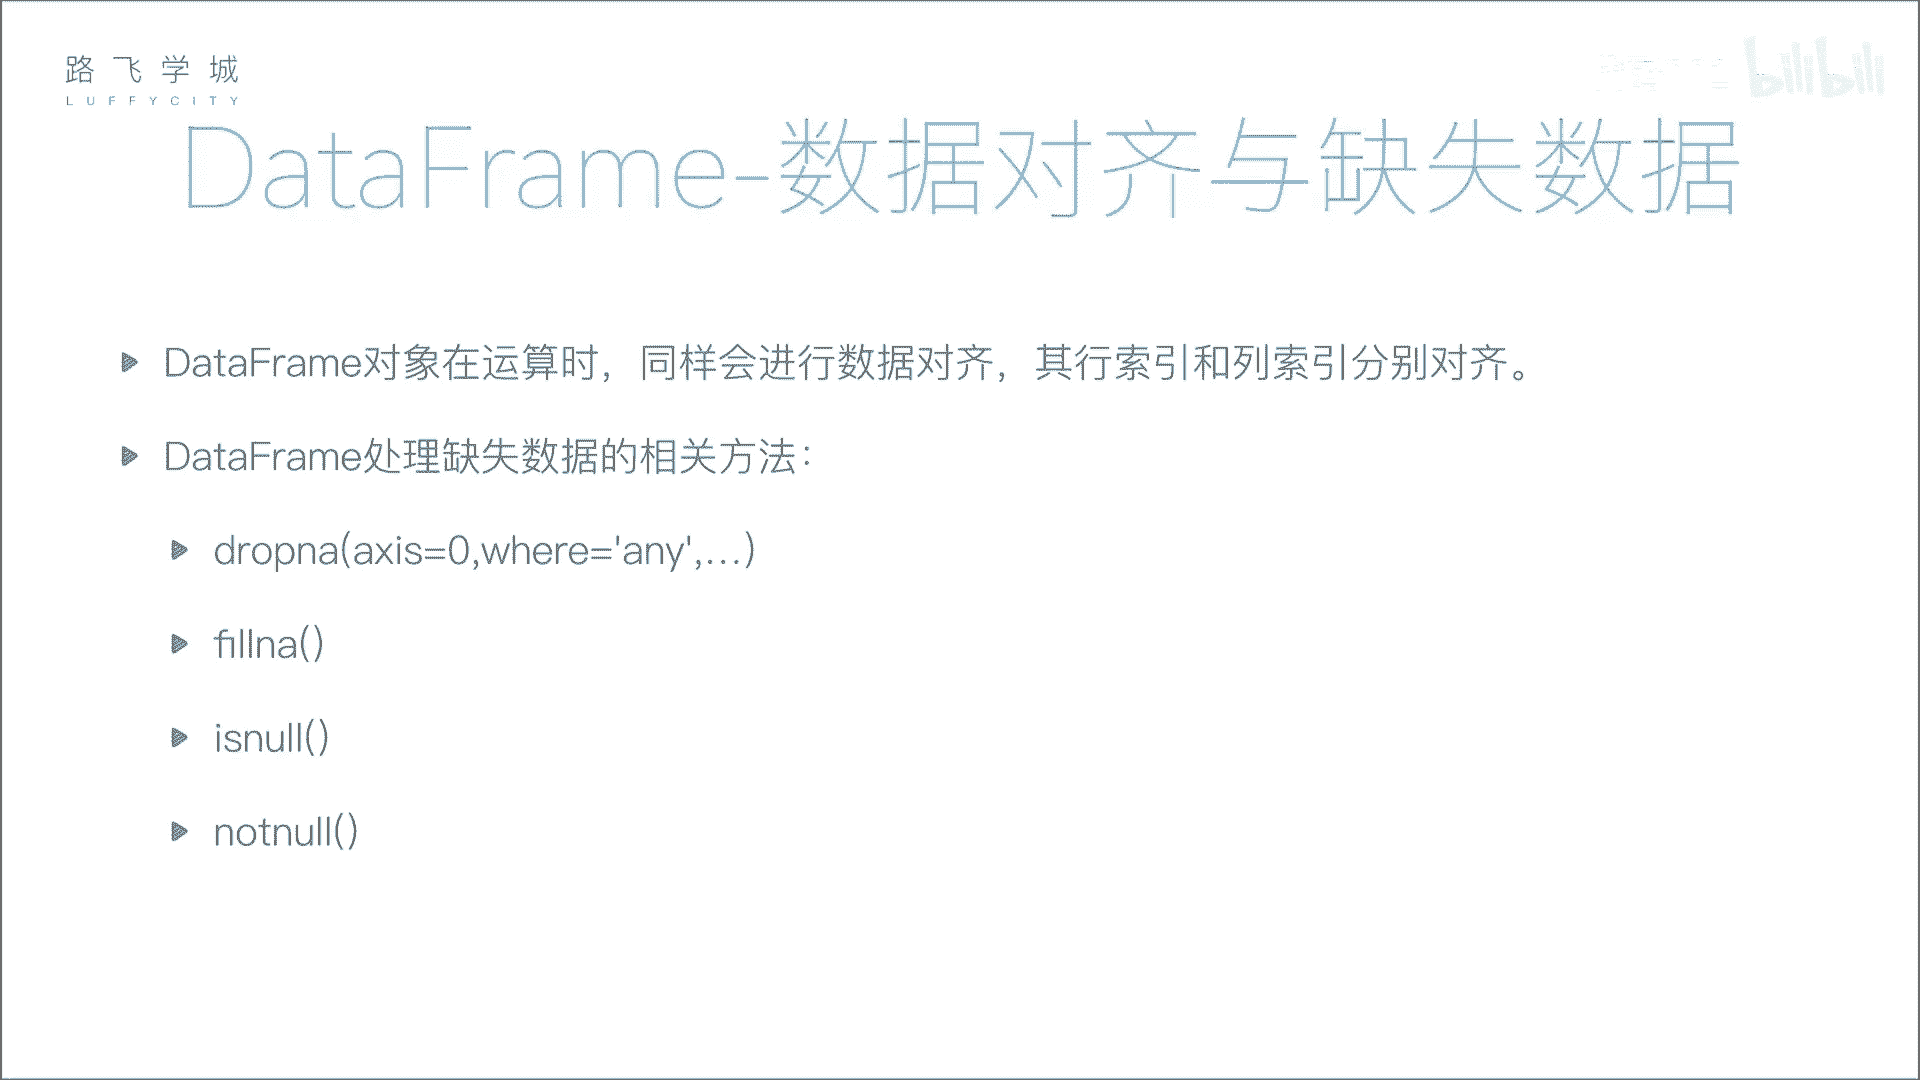 路飞学城
LUFFYCITY
bilibili
DataFrame-数据对齐与缺失数据
DataFrame对象在运算时，同样会进行数据对齐，其行索引和列索引分别对齐。
DataFrame处理缺失数据的相关方法：
dropna(axis=0,where='any',…)
fillna()
isnull()
notnull()